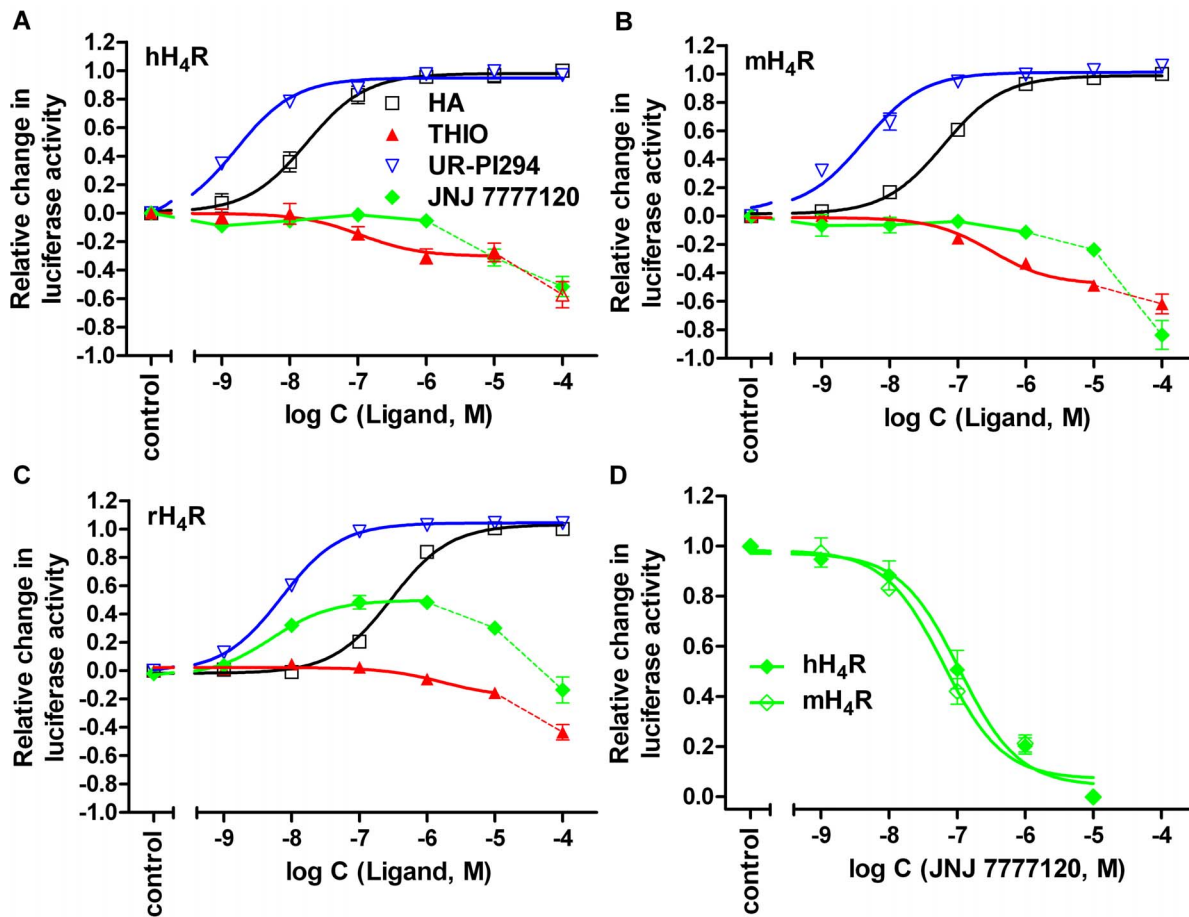 A
hH4R
1.2
1.0
0.8
0.6
0.4
0.2
0.0
-0.2
-0.4
-0.6
-0.8
-1.0
Relative change in
luciferase activity
HA
THIO
UR-PI294
JNJ 7777120
control
-9 -8 -7 -6 -5 -4
log C (Ligand, M)
B
mH4R
1.2
1.0
0.8
0.6
0.4
0.2
0.0
-0.2
-0.4
-0.6
-0.8
-1.0
Relative change in
luciferase activity
control
-9 -8 -7 -6 -5 -4
log C (Ligand, M)
C
rH4R
1.2
1.0
0.8
0.6
0.4
0.2
0.0
-0.2
-0.4
-0.6
-0.8
-1.0
Relative change in
luciferase activity
control
-9 -8 -7 -6 -5 -4
log C (Ligand, M)
D
1.2
1.0
0.8
0.6
0.4
0.2
0.0
Relative change in
luciferase activity
hH4R
mH4R
control
-9 -8 -7 -6 -5 -4
log C (JNJ 7777120, M)